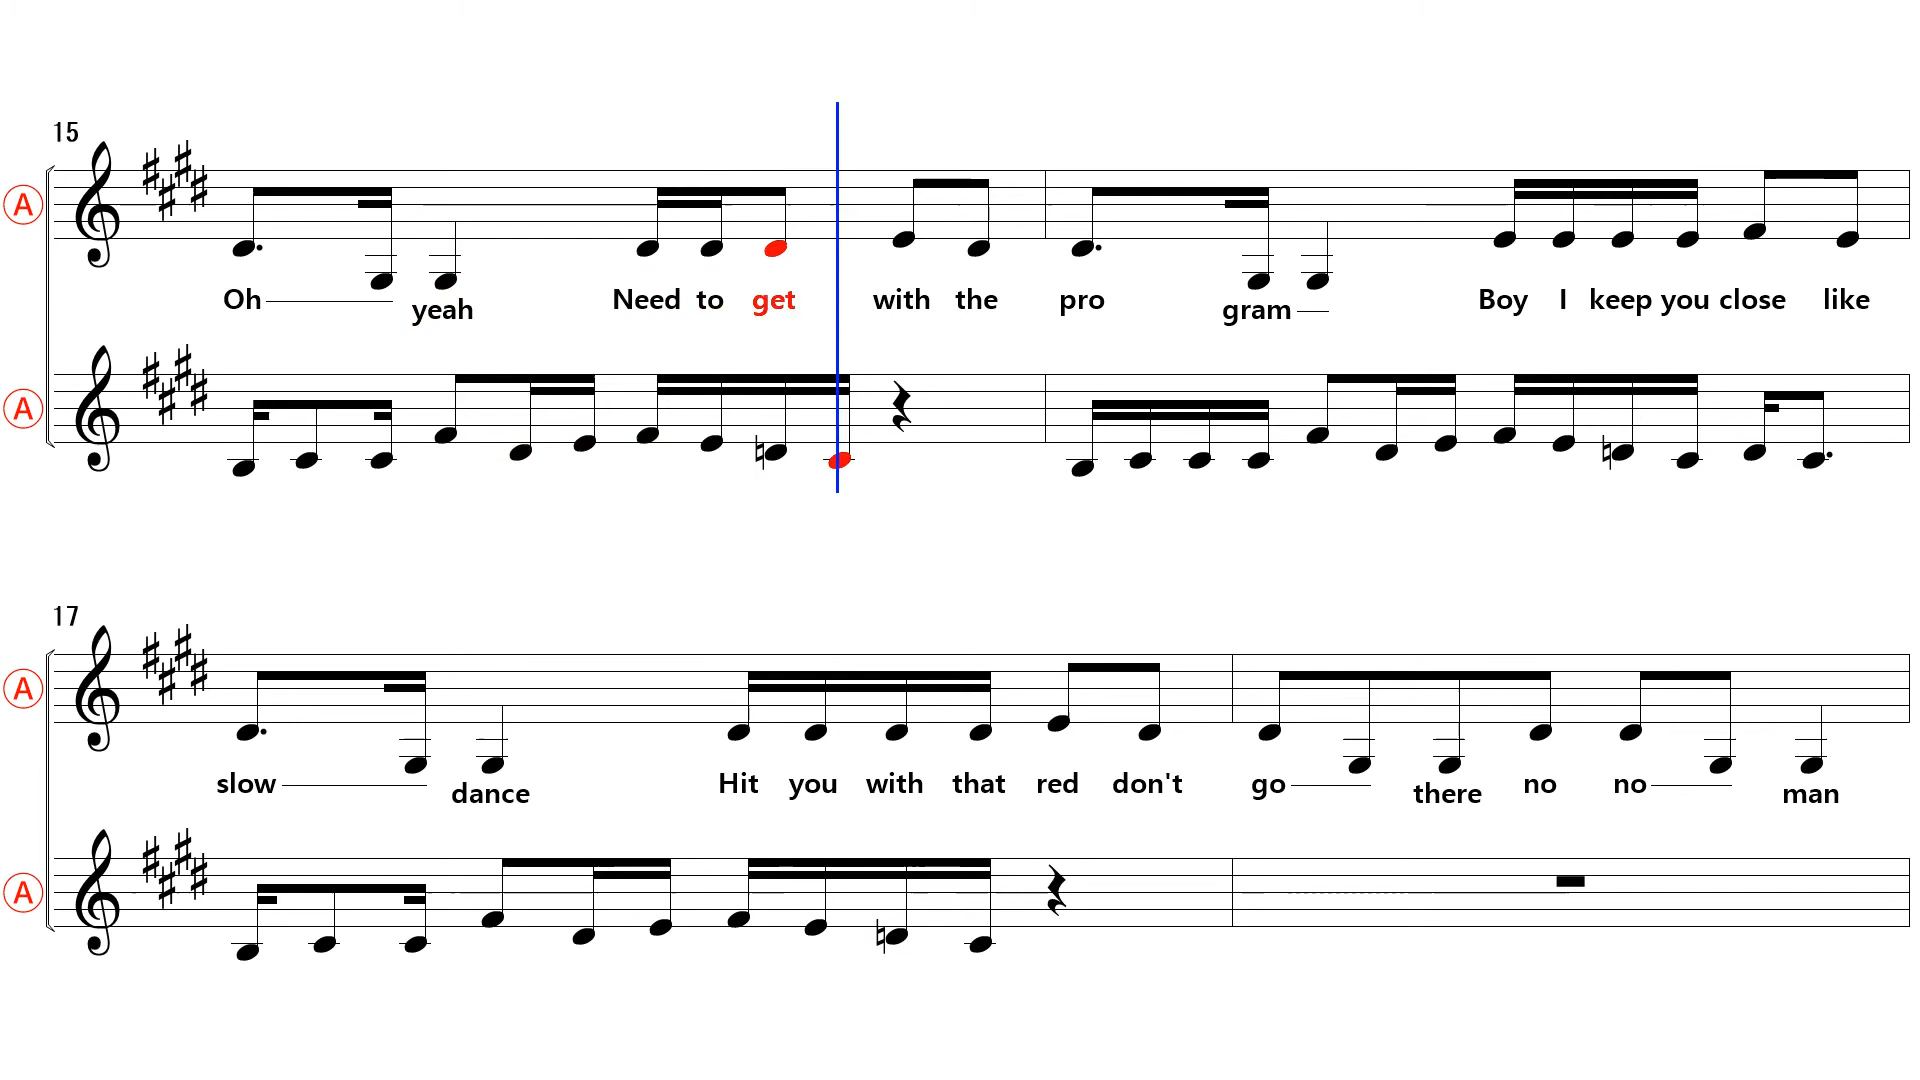 15
A
Oh yeah Need to get with the pro gram Boy I keep you close like
A
17
A
slow dance Hit you with that red don't go there no no man
A